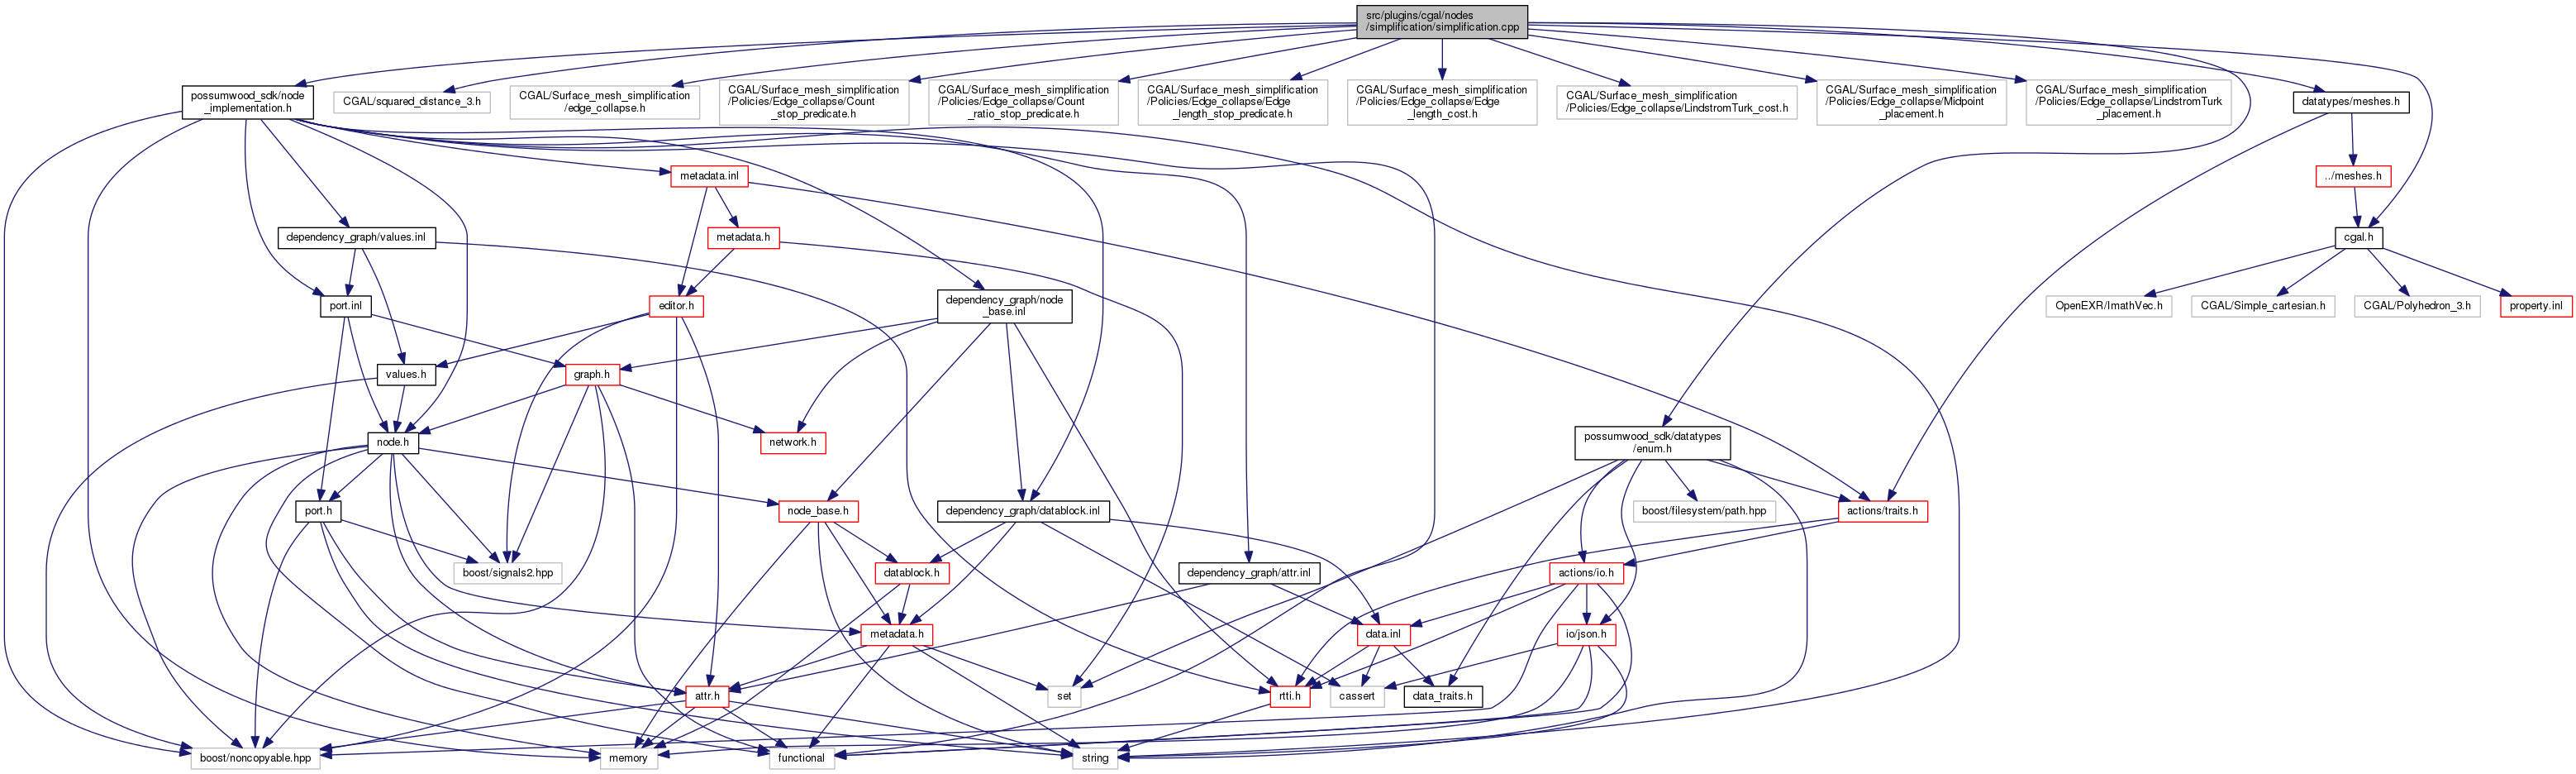 src/plugins/cgal/nodes
/simplification/simplification.cpp
possumwood_sdk/node
_implementation.h
CGAL/squared_distance_3.h
CGAL/Surface_mesh_simplification
/edge_collapse.h
CGAL/Surface_mesh_simplification
/Policies/Edge_collapse/Count
_stop_predicate.h
CGAL/Surface_mesh_simplification
/Policies/Edge_collapse/Count
_ratio_stop_predicate.h
CGAL/Surface_mesh_simplification
/Policies/Edge_collapse/Edge
_length_stop_predicate.h
CGAL/Surface_mesh_simplification
/Policies/Edge_collapse/Edge
_length_cost.h
CGAL/Surface_mesh_simplification
/Policies/Edge_collapse/LindstromTurk_cost.h
CGAL/Surface_mesh_simplification
/Policies/Edge_collapse/Midpoint
_placement.h
CGAL/Surface_mesh_simplification
/Policies/Edge_collapse/LindstromTurk
_placement.h
datatypes/meshes.h
metadata.inl
../meshes.h
dependency_graph/values.inl
metadata.h
cgal.h
port.inl
editor.h
dependency_graph/node
_base.inl
OpenEXR/ImathVec.h
CGAL/Simple_cartesian.h
CGAL/Polyhedron_3.h
property.inl
values.h
graph.h
node.h
network.h
possumwood_sdk/datatypes
/enum.h
port.h
node_base.h
dependency_graph/datablock.inl
boost/filesystem/path.hpp
actions/traits.h
boost/signals2.hpp
datablock.h
dependency_graph/attr.inl
actions/io.h
metadata.h
data.inl
io/json.h
attr.h
set
rtti.h
cassert
data_traits.h
boost/noncopyable.hpp
memory
functional
string